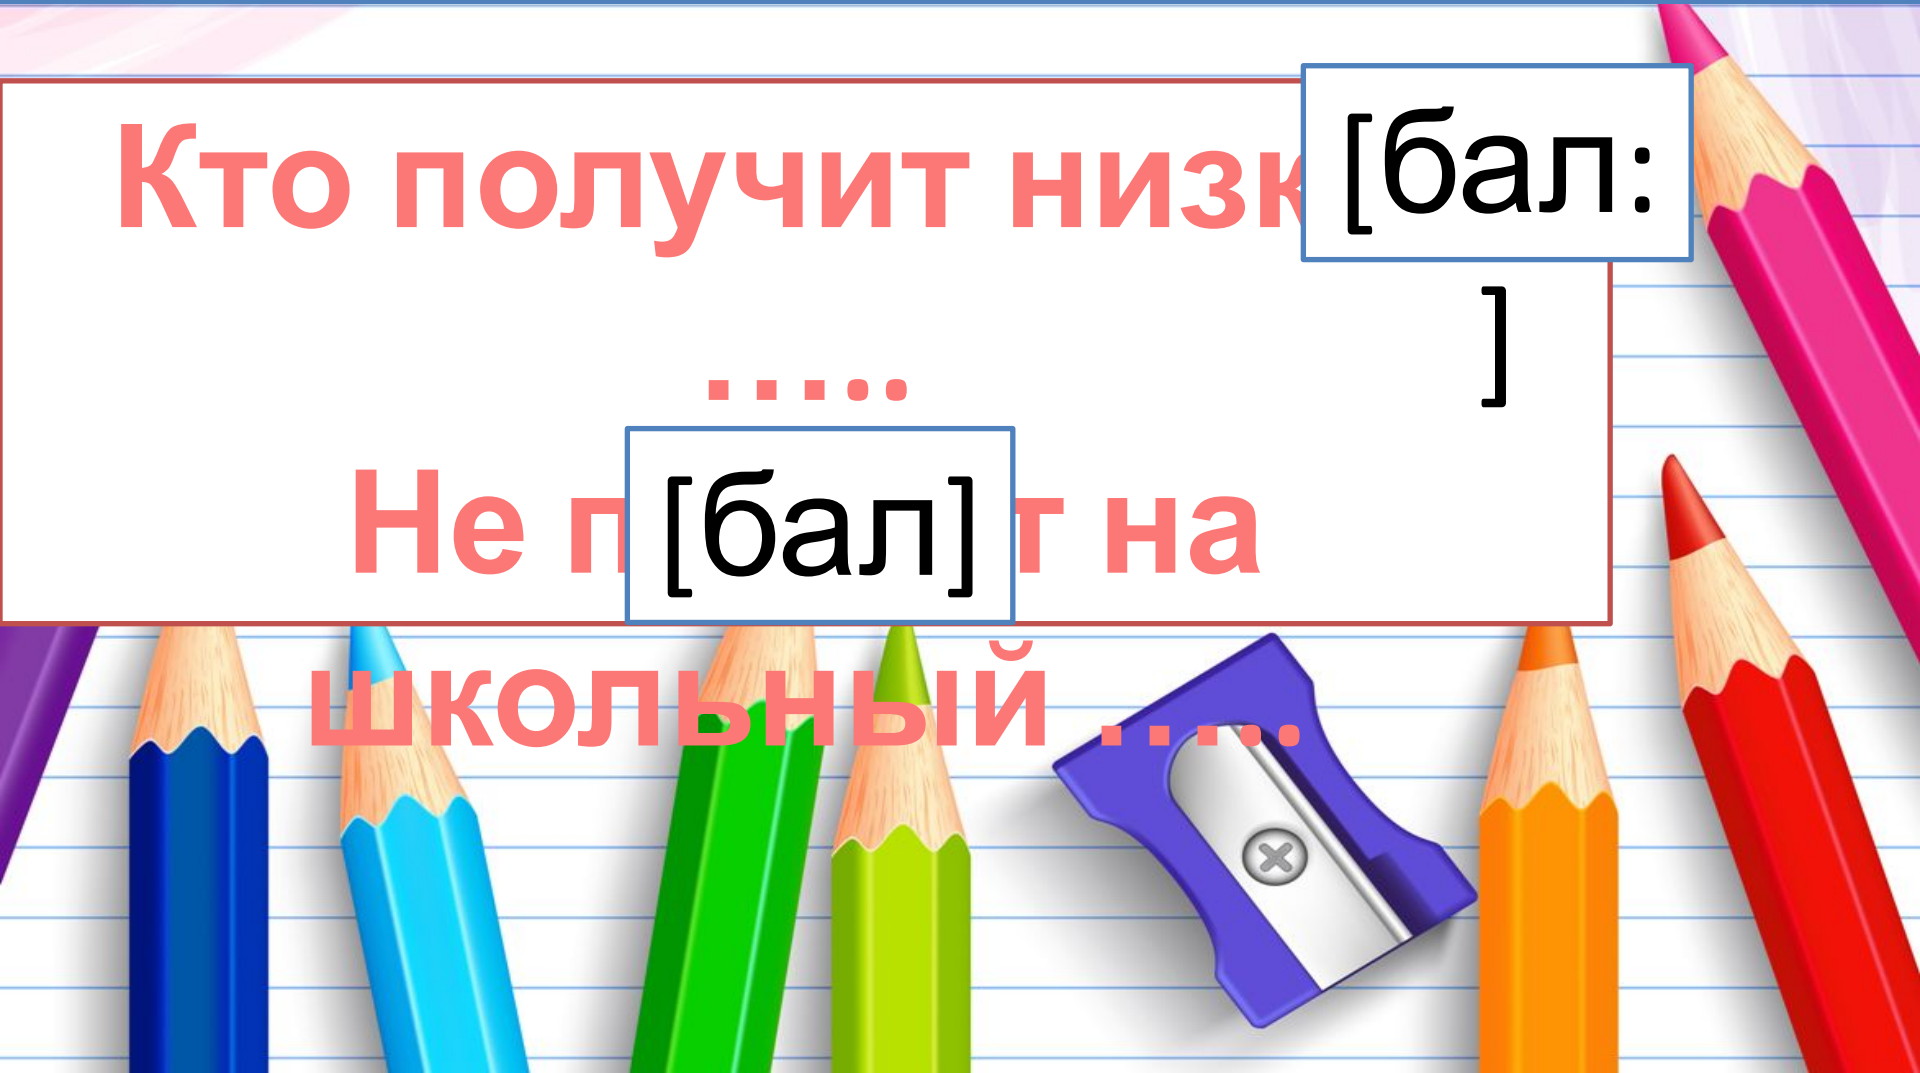 Кто получит низк
[бал:
]
…..
Не
[бал]
на
школьный …..